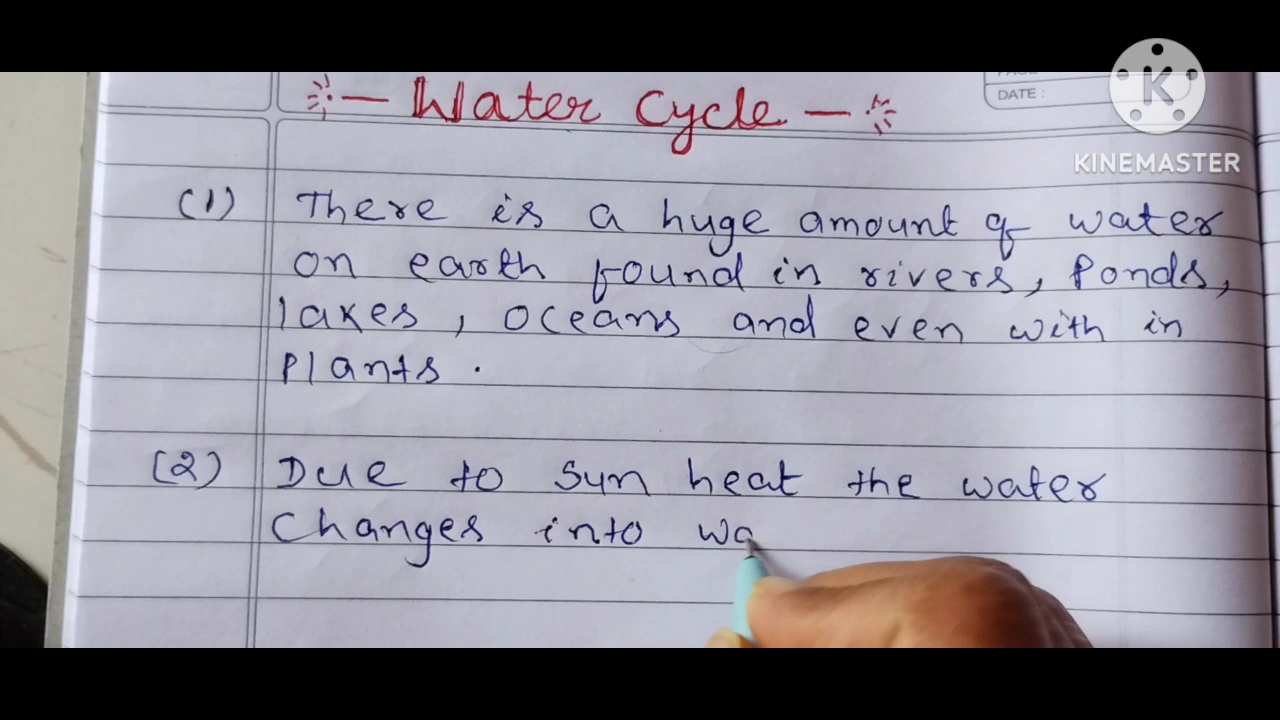 - Water Cycle -
DATE :
KINEMASTER
(1) There is a huge amount of water
on earth found in rivers, Ponds,
lakes, oceans and even with in
Plants.
(2) Due to Sun heat the water
Changes into wa